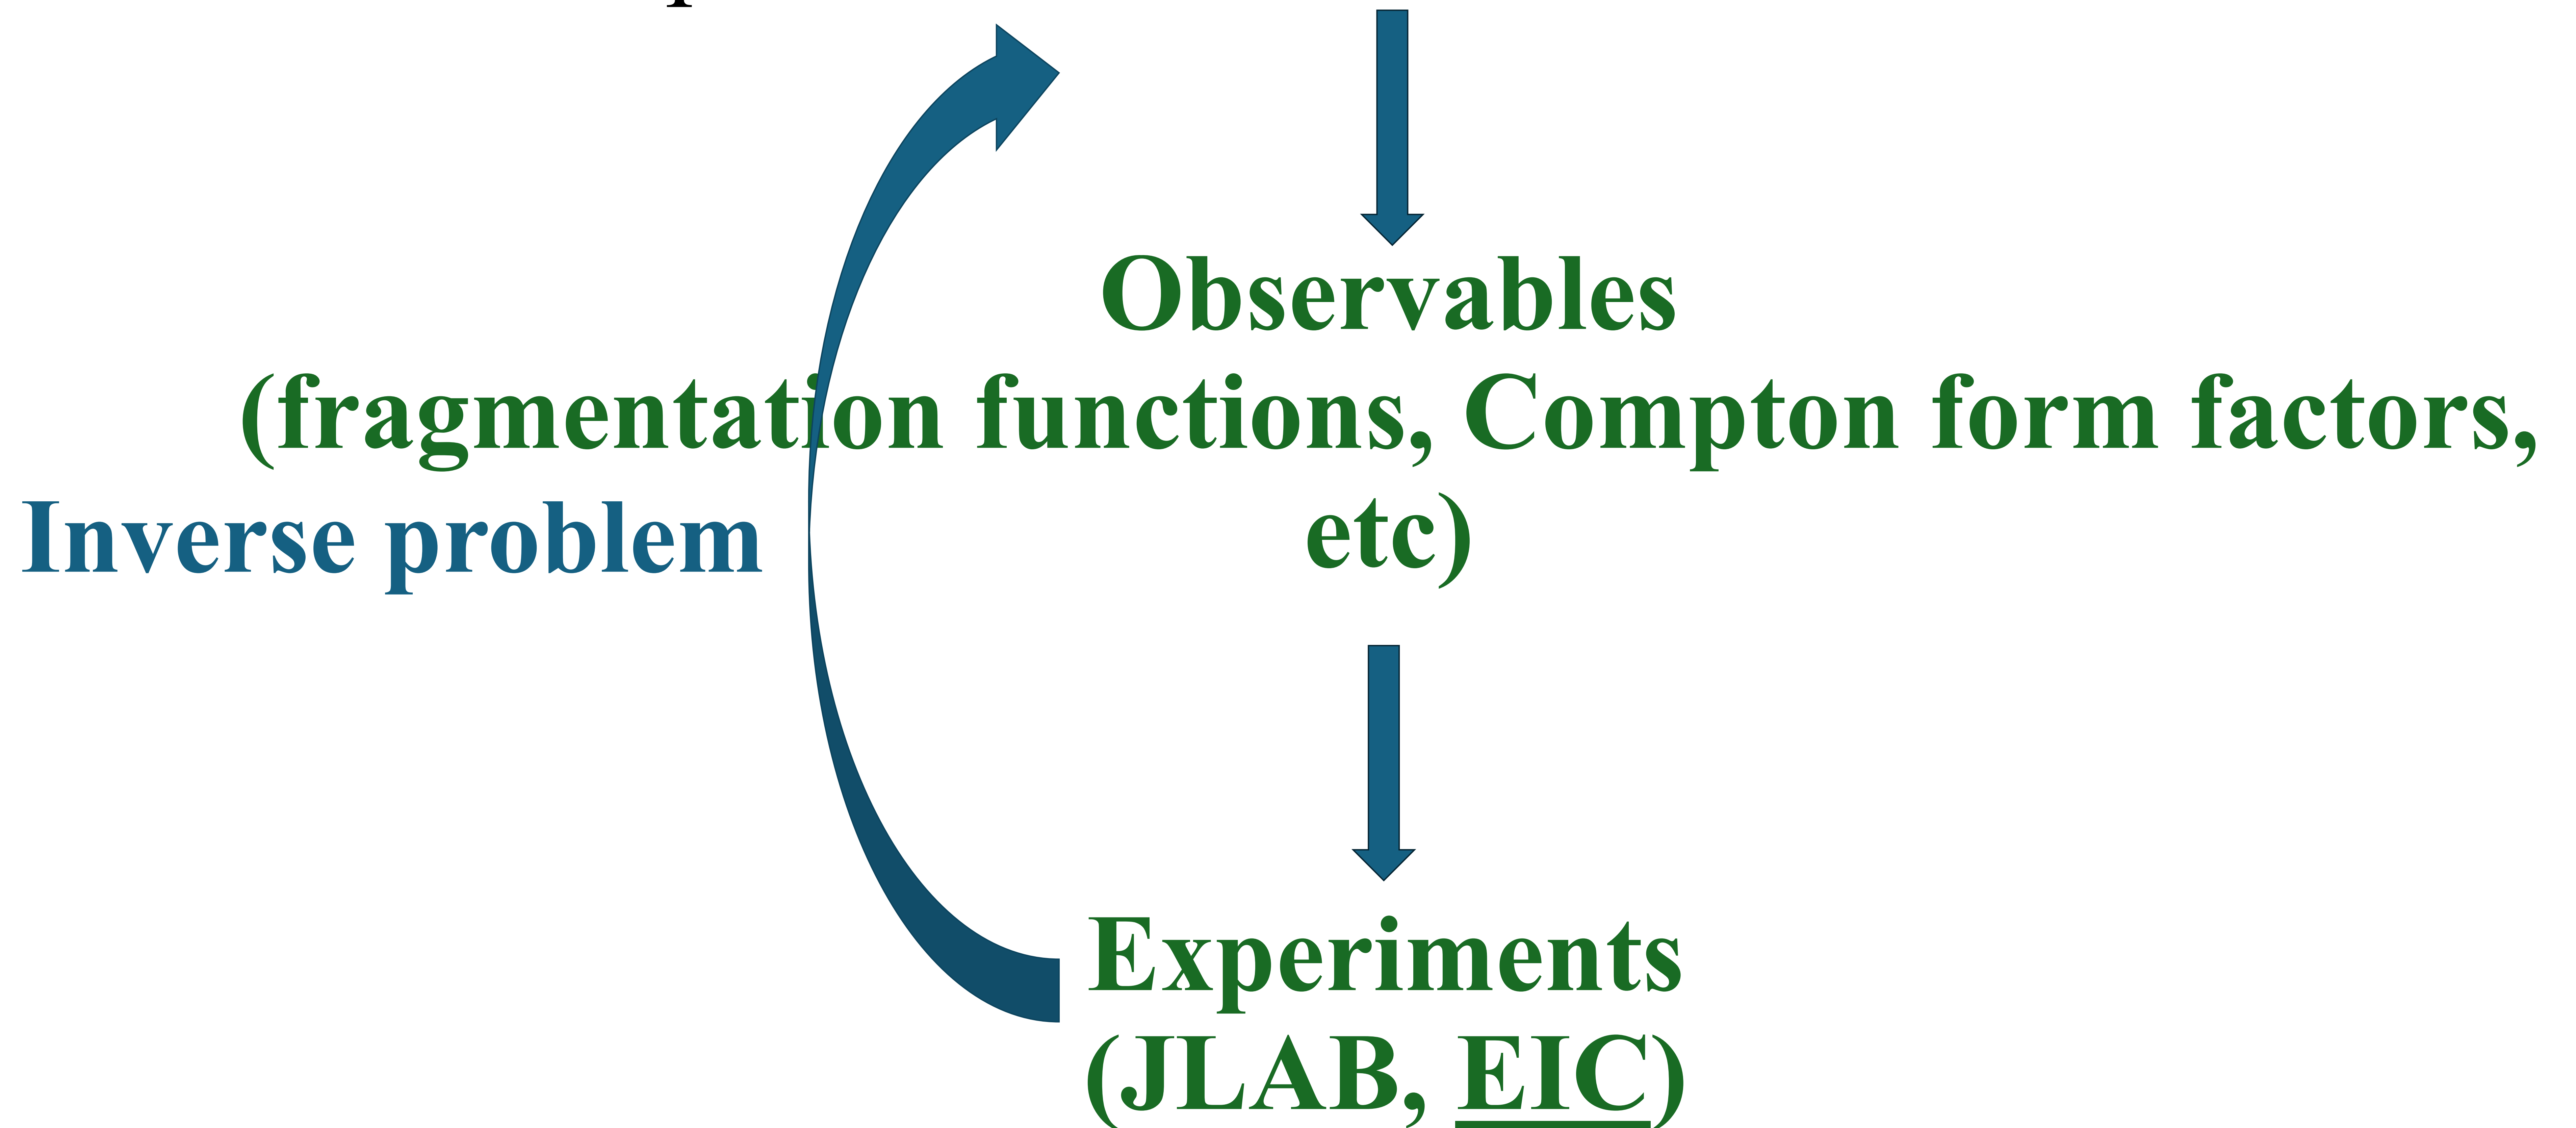 Observables
(fragmentation functions, Compton form factors,
etc)
Inverse problem
Experiments
(JLAB, EIC)